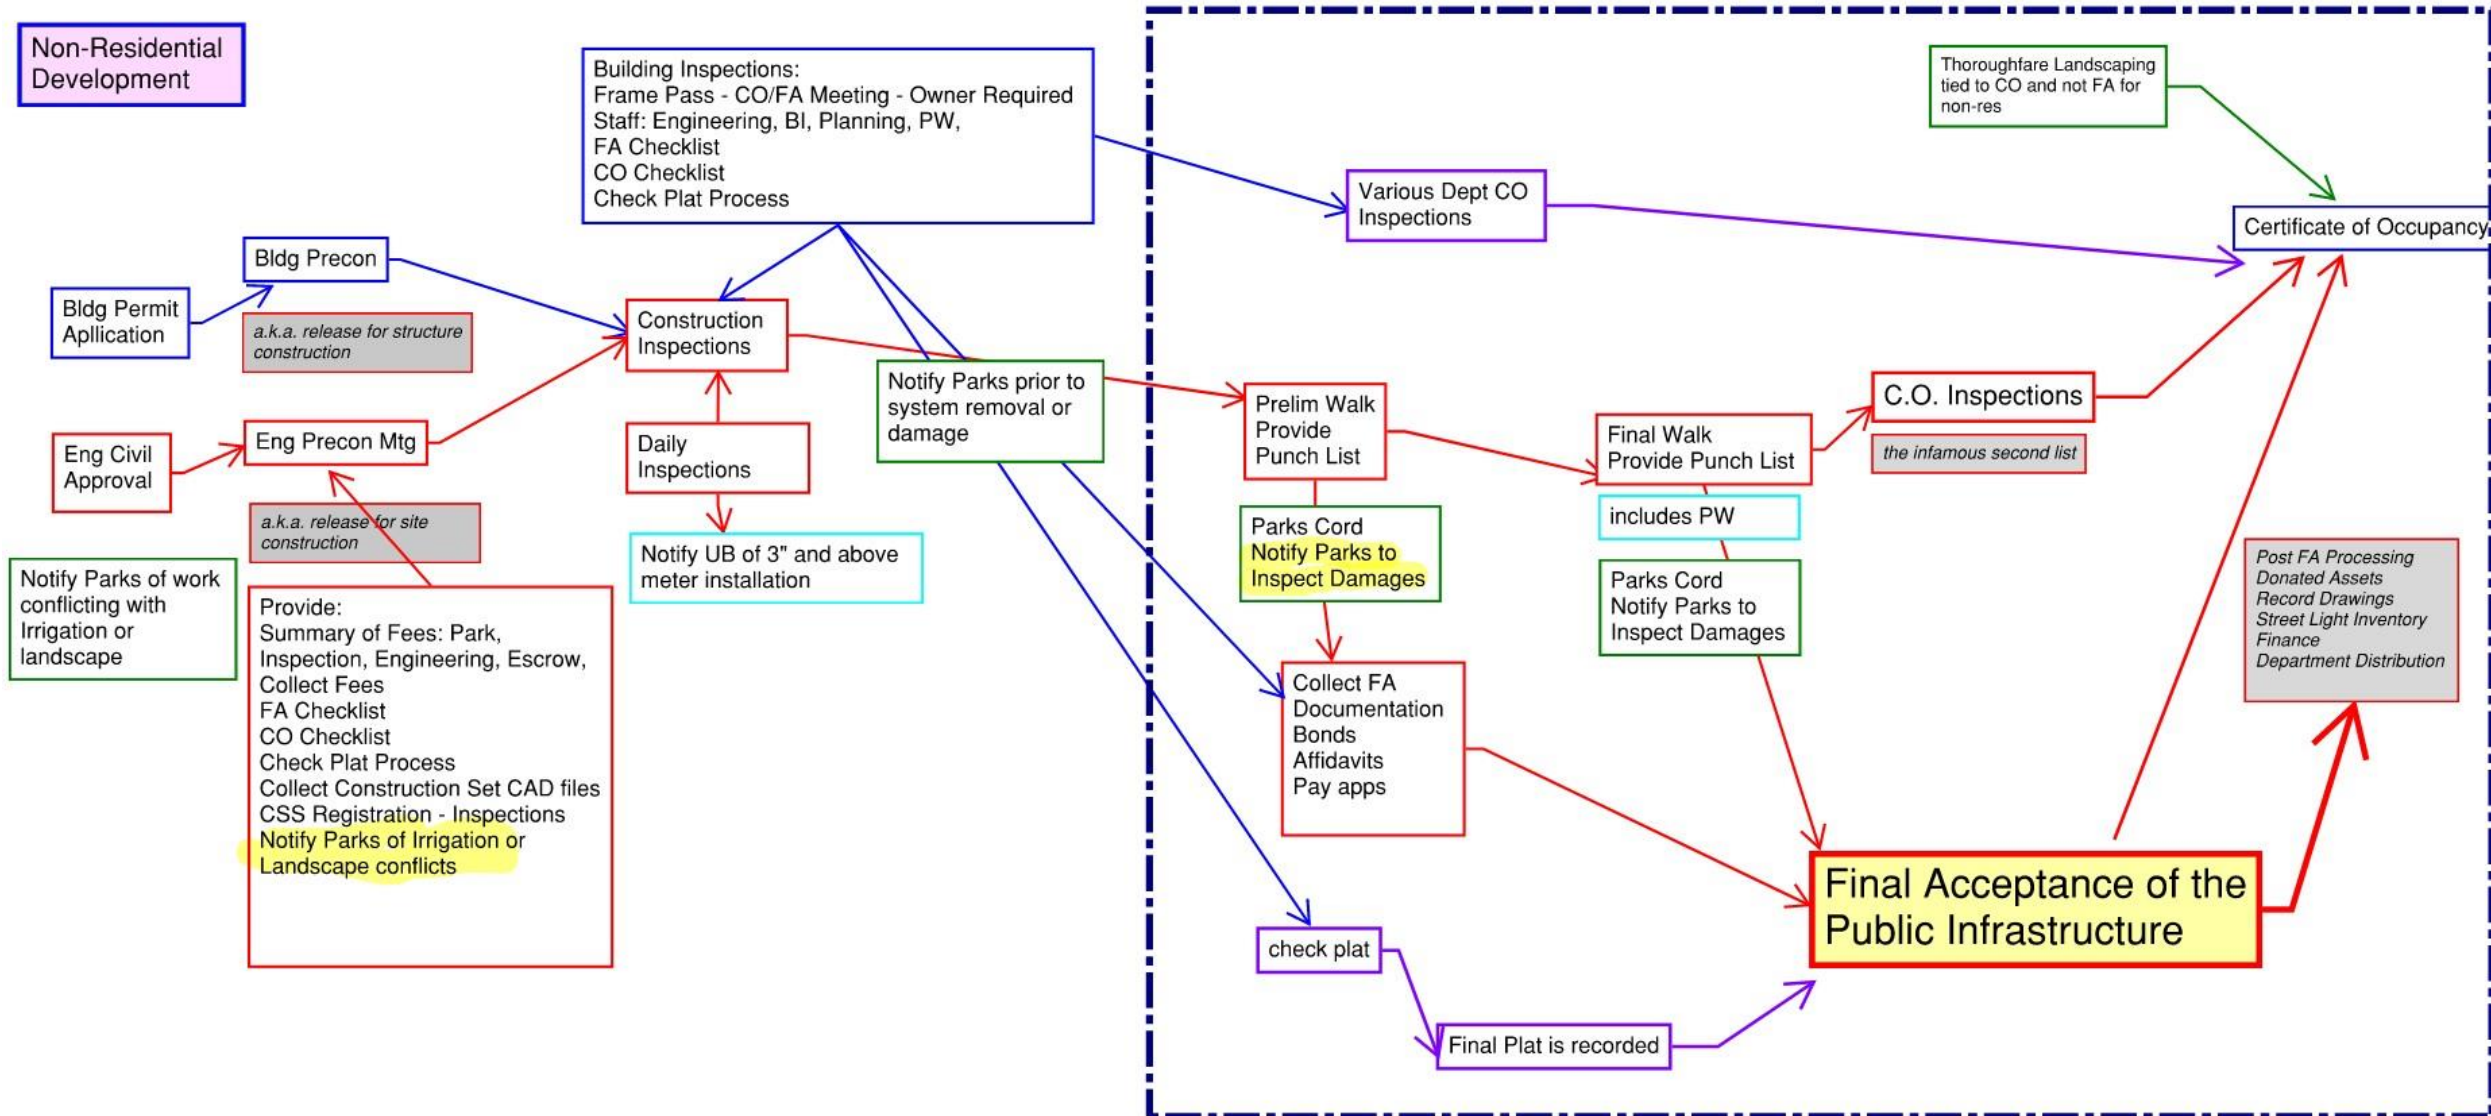 Non-Residential
Development
Building Inspections:
Frame Pass - CO/FA Meeting - Owner Required
Staff: Engineering, BI, Planning, PW,
FA Checklist
CO Checklist
Check Plat Process
Thoroughfare Landscaping
tied to CO and not FA for
non-res
Various Dept CO
Inspections
Certificate of Occupancy
Bldg Precon
Bldg Permit
Apllication
a.k.a. release for structure
construction
Construction
Inspections
Notify Parks prior to
system removal or
damage
Prelim Walk
Provide
Punch List
C.O. Inspections
the infamous second list
Final Walk
Provide Punch List
Eng Precon Mtg
Eng Civil
Approval
Daily
Inspections
a.k.a. release for site
construction
includes PW
Parks Cord
Notify Parks to
Inspect Damages
Notify UB of 3" and above
meter installation
Parks Cord
Notify Parks to
Inspect Damages
Post FA Processing
Donated Assets
Record Drawings
Street Light Inventory
Finance
Department Distribution
Notify Parks of work
conflicting with
Irrigation or
landscape
Provide:
Summary of Fees: Park,
Inspection, Engineering, Escrow,
Collect Fees
FA Checklist
CO Checklist
Check Plat Process
Collect Construction Set CAD files
CSS Registration - Inspections
Notify Parks of Irrigation or
Landscape conflicts
Collect FA
Documentation
Bonds
Affidavits
Pay apps
Final Acceptance of the
Public Infrastructure
check plat
Final Plat is recorded